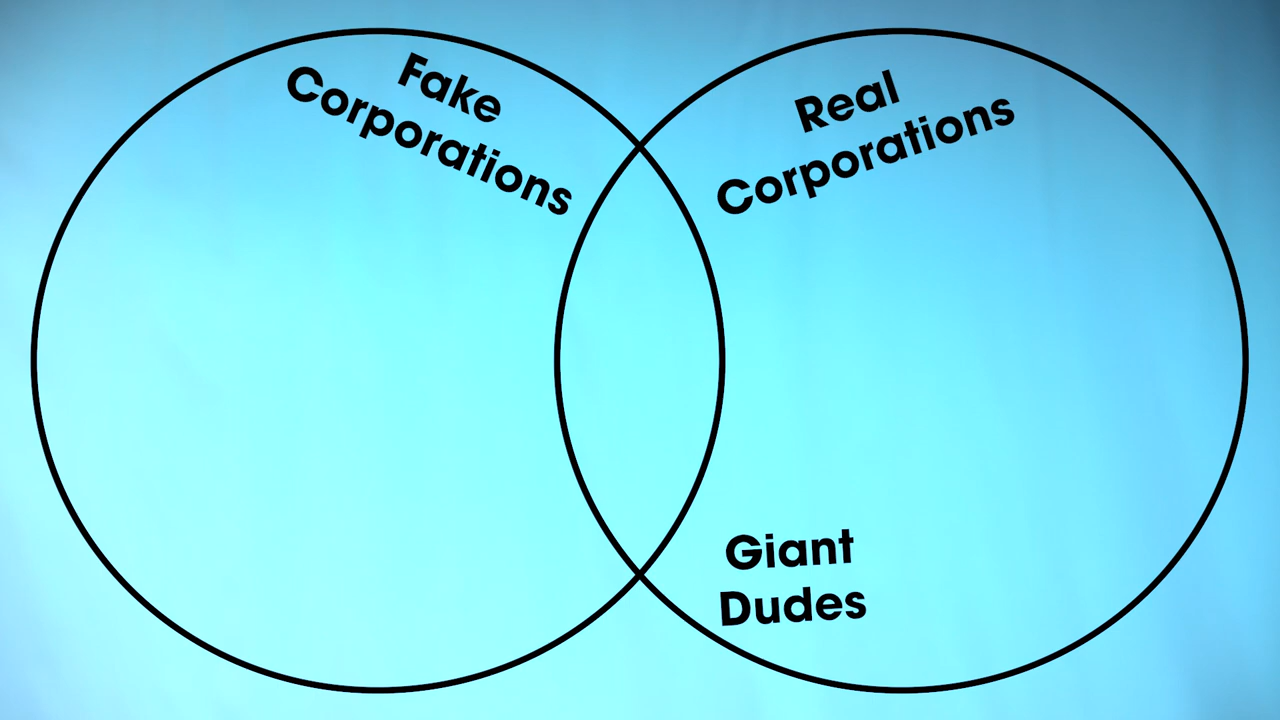 Fake
Corporations
Real
Corporations
Giant
Dudes